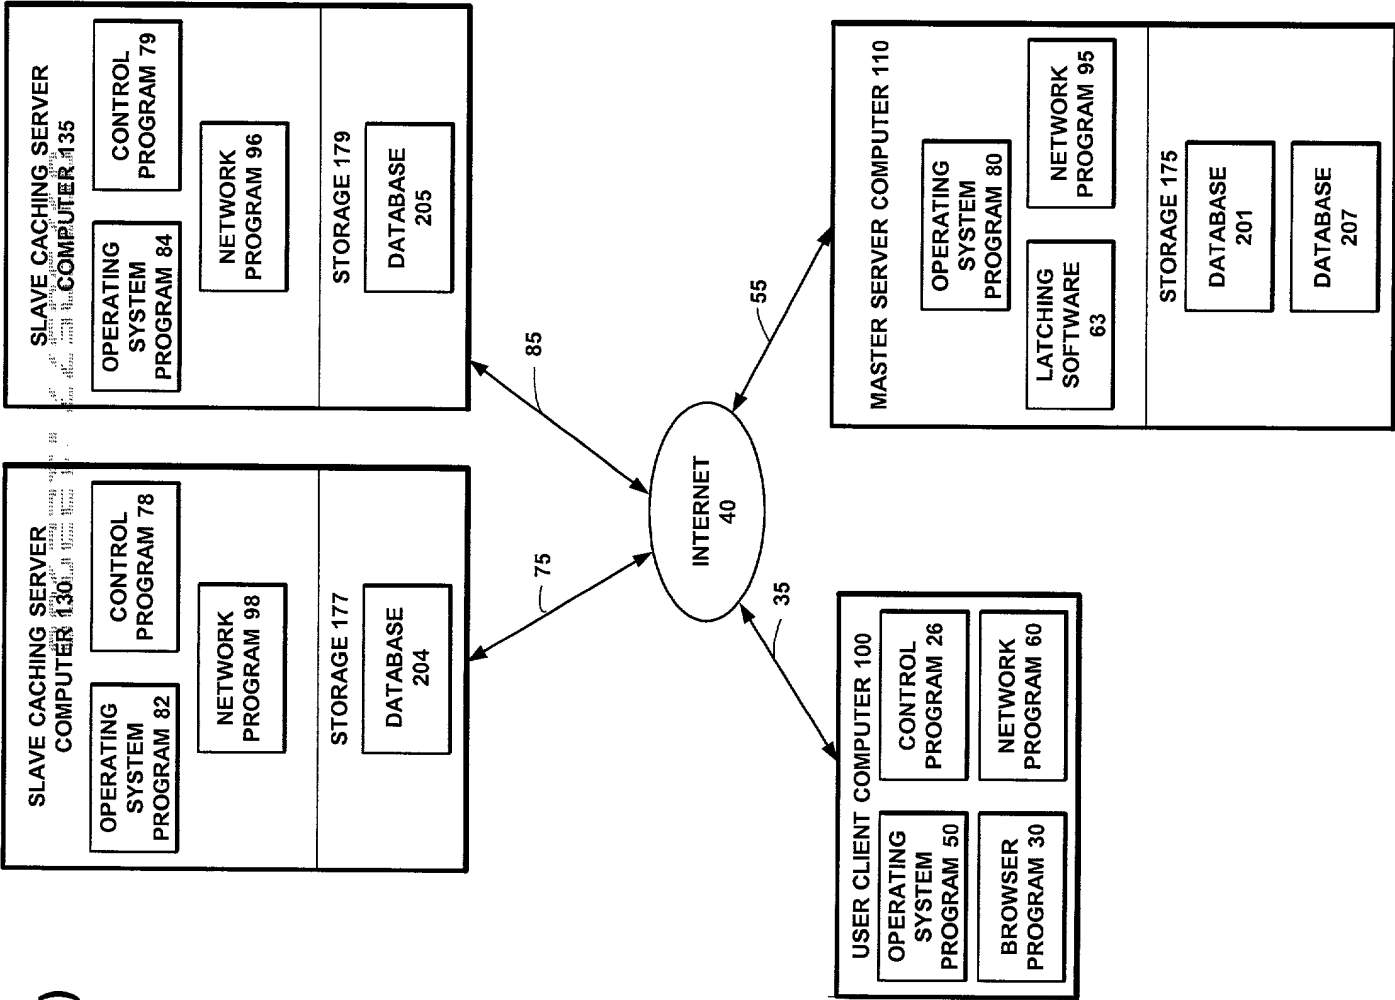 SLAVE CACHING SERVER
COMPUTER 130
OPERATING
SYSTEM
PROGRAM 82
CONTROL
PROGRAM 78
NETWORK
PROGRAM 98
STORAGE 177
DATABASE
204
SLAVE CACHING SERVER
COMPUTER 135
OPERATING
SYSTEM
PROGRAM 84
CONTROL
PROGRAM 79
NETWORK
PROGRAM 96
STORAGE 179
DATABASE
205
75
85
INTERNET
40
35
55
USER CLIENT COMPUTER 100
OPERATING
SYSTEM
PROGRAM 50
CONTROL
PROGRAM 26
BROWSER
PROGRAM 30
NETWORK
PROGRAM 60
MASTER SERVER COMPUTER 110
OPERATING
SYSTEM
PROGRAM 80
LATCHING
SOFTWARE
63
NETWORK
PROGRAM 95
STORAGE 175
DATABASE
201
DATABASE
207